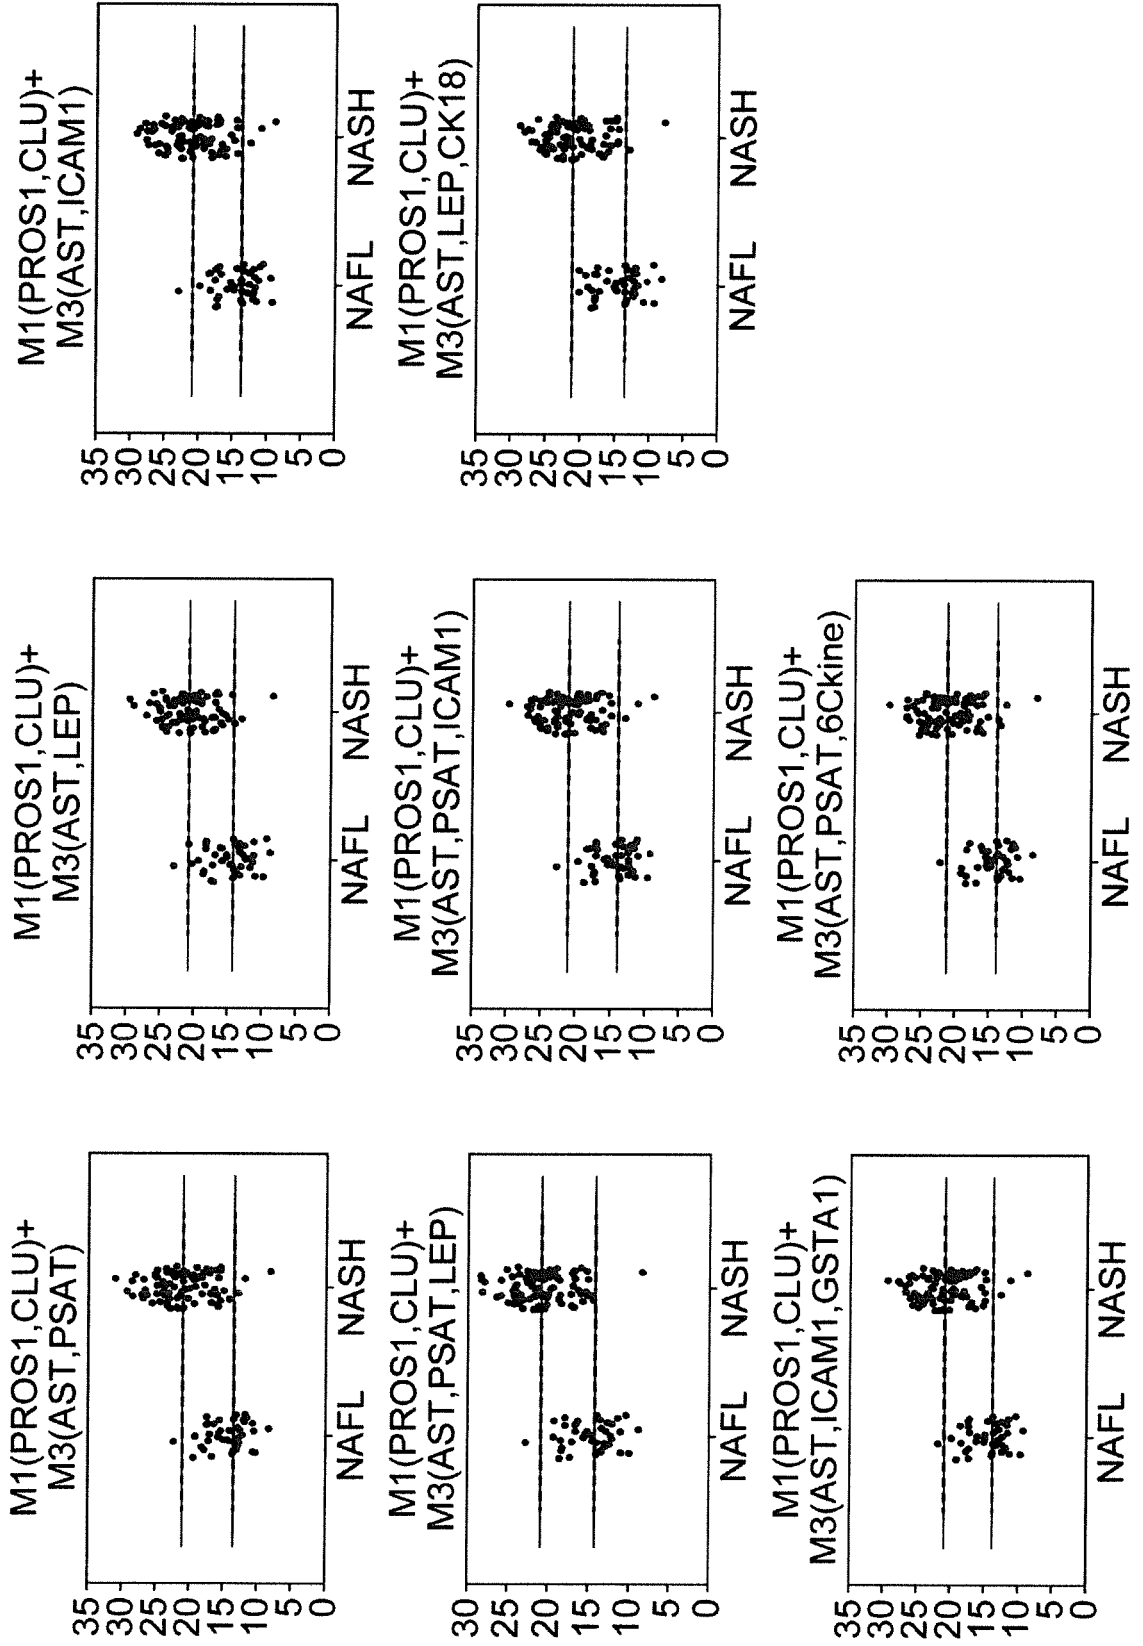 M1(PROS1,CLU)+
M3(AST,PSAT)
35
30
25
20
15
10
5
0
NAFL NASH
M1(PROS1,CLU)+
M3(AST,LEP)
35
30
25
20
15
10
5
0
NAFL NASH
M1(PROS1,CLU)+
M3(AST,ICAM1)
35
30
25
20
15
10
5
0
NAFL NASH
M1(PROS1,CLU)+
M3(AST,PSAT,LEP)
35
30
25
20
15
10
5
0
NAFL NASH
M1(PROS1,CLU)+
M3(AST,PSAT,ICAM1)
35
30
25
20
15
10
5
0
NAFL NASH
M1(PROS1,CLU)+
M3(AST,LEP,CK18)
35
30
25
20
15
10
5
0
NAFL NASH
M1(PROS1,CLU)+
M3(AST,ICAM1,GSTA1)
35
30
25
20
15
10
5
0
NAFL NASH
M1(PROS1,CLU)+
M3(AST,PSAT,6Ckine)
35
30
25
20
15
10
5
0
NAFL NASH